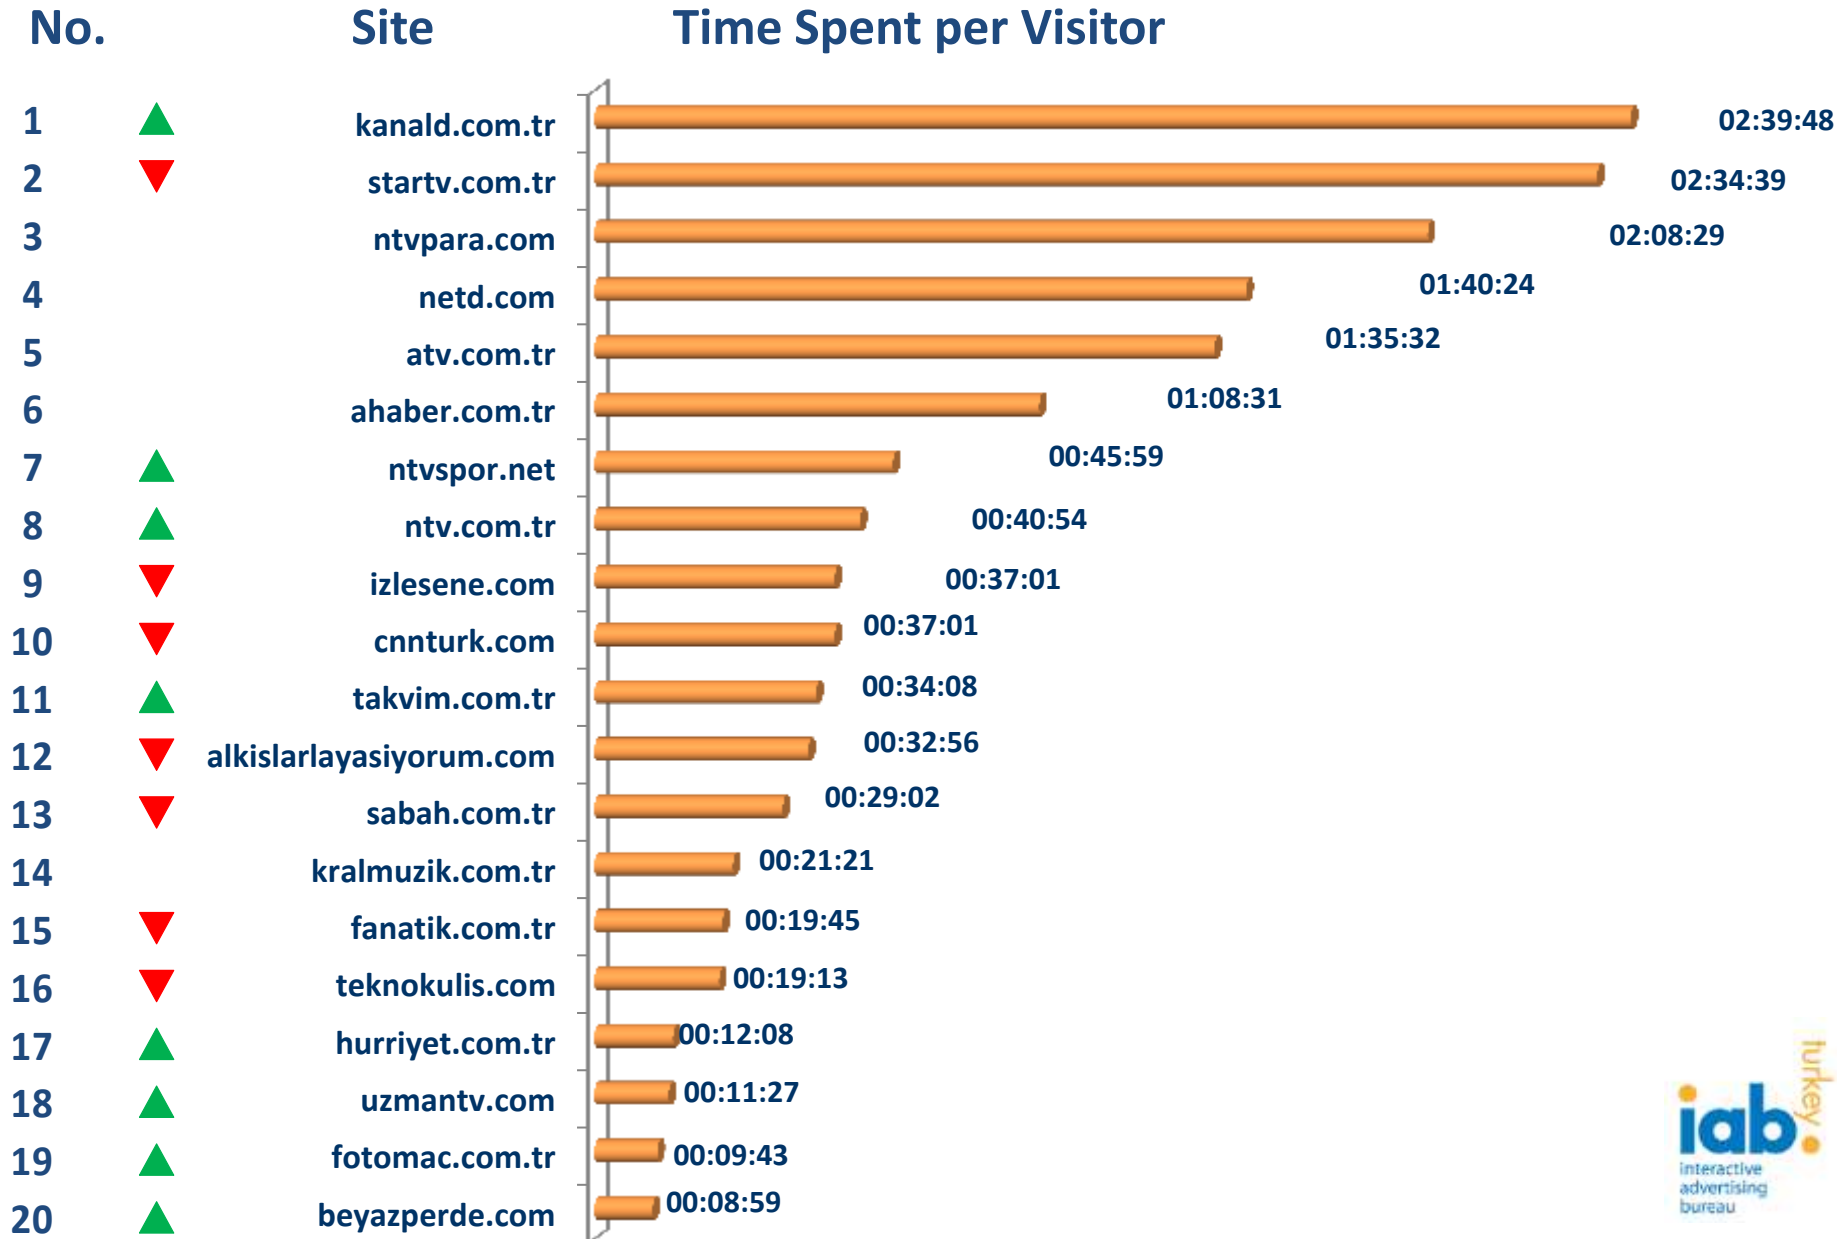 No. Site Time Spent per Visitor
1 kanald.com.tr 02:39:48
2 startv.com.tr 02:34:39
3 ntvpara.com 02:08:29
4 netd.com 01:40:24
5 atv.com.tr 01:35:32
6 ahaber.com.tr 01:08:31
7 ntvspor.net 00:45:59
8 ntv.com.tr 00:40:54
9 izlesene.com 00:37:01
10 cnnturk.com 00:37:01
11 takvim.com.tr 00:34:08
12 alkislarlayasiyorum.com 00:32:56
13 sabah.com.tr 00:29:02
14 kralmuzik.com.tr 00:21:21
15 fanatik.com.tr 00:19:45
16 teknokulis.com 00:19:13
17 hurriyet.com.tr 00:12:08
18 uzmantv.com 00:11:27
19 fotomac.com.tr 00:09:43
20 beyazperde.com 00:08:59
turkey
iab
interactive
advertising
bureau